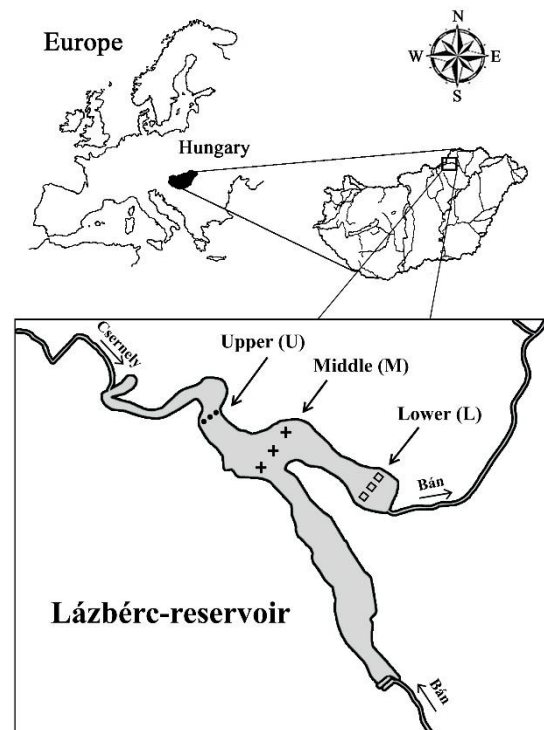 Europe
N
W
E
S
Hungary
Csernely
Upper (U)
Middle (M)
Lower (L)
Bán
Lázbérc-reservoir
Bán